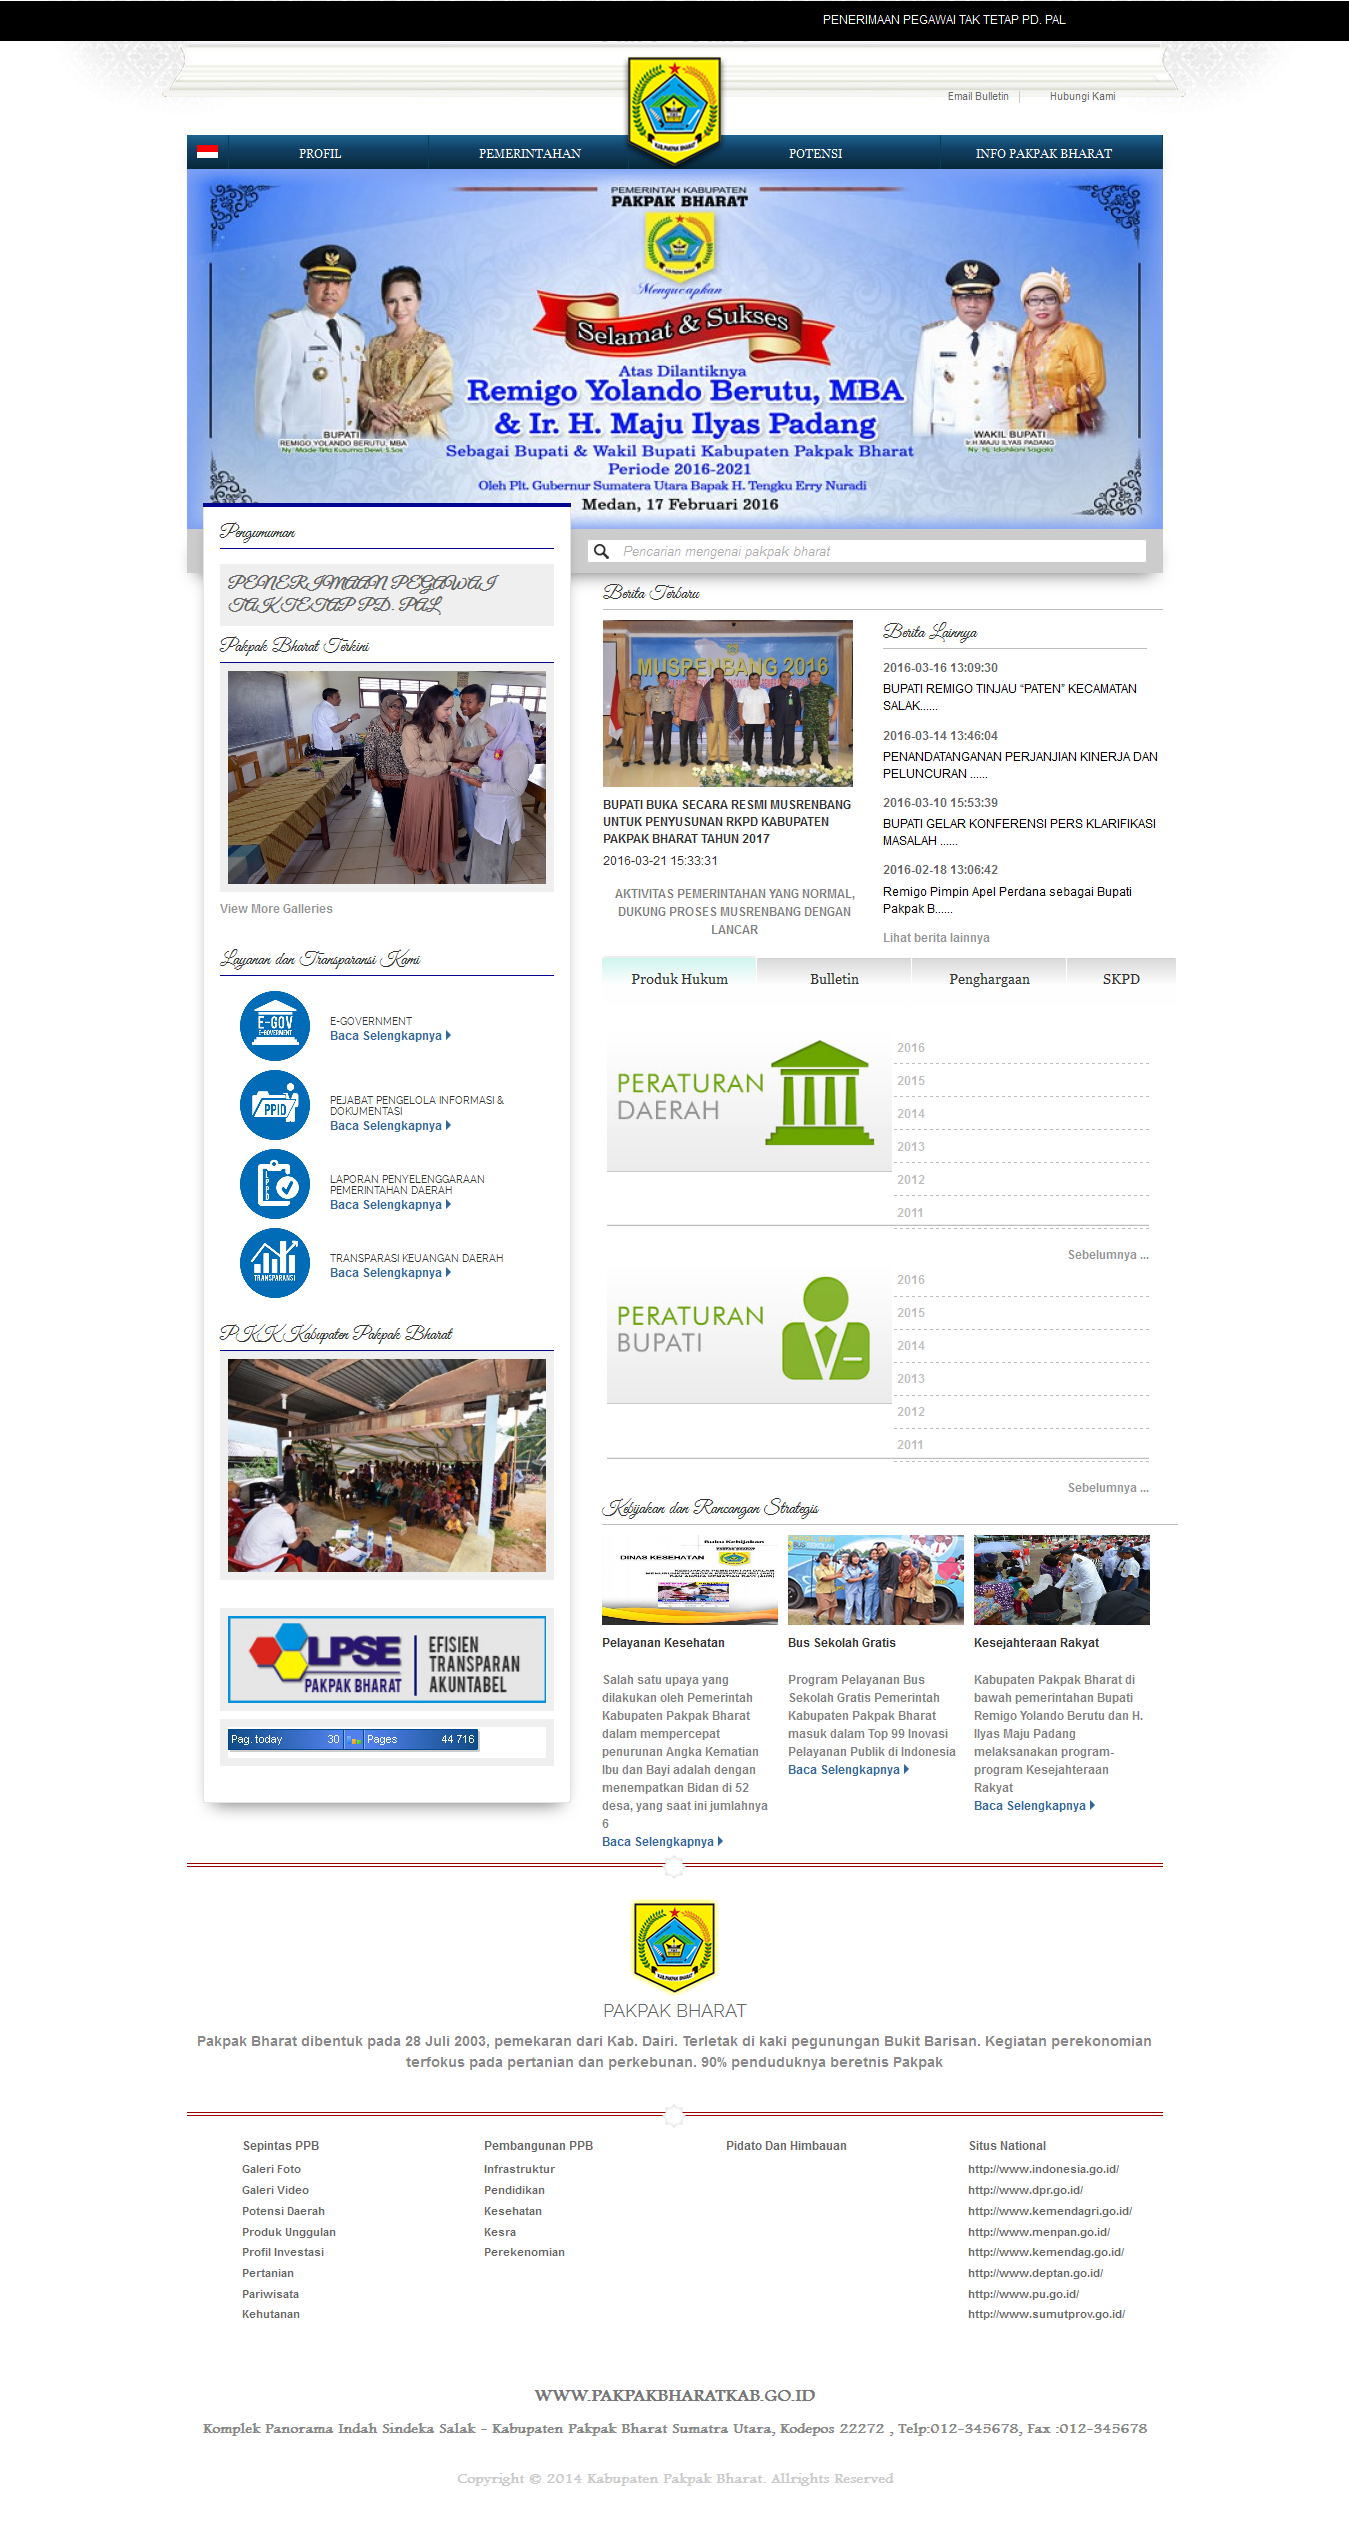 PENERIMAAN PEGAWAI TAK TETAP PD. PAL
Email Bulletin
Hubungi Kami
PROFIL
PEMERINTAHAN
POTENSI
INFO PAKPAK BHARAT
PEMERINTAH KABUPATEN
PAKPAK BHARAT
Mengucapkan
Selamat & Sukses
Atas Dilantiknya
Remigo Yolando Berutu, MBA
& Ir. H. Maju Ilyas Padang
Sebagai Bupati & Wakil Bupati Kabupaten Pakpak Bharat
Periode 2016-2021
Oleh Plt. Gubernur Sumatera Utara Bapak H. Tengku Erry Nuradi
Medan, 17 Februari 2016
BUPATI
REMIGO YOLANDO BERUTU, MBA
Ny. Made Tirta Kusuma Dewi, S.Sos
WAKIL BUPATI
Ir.H.MAJU ILYAS PADANG
Ny. Hj. Idahliani Sagala
Pengumuman
PENERIMAAN PEGAWAI
TAK TETAP PD. PAL
Pakpak Bharat Terkini
View More Galleries
Layanan dan Transparansi Kami
E-GOV
E-GOVERMENT
E-GOVERNMENT
Baca Selengkapnya
PPID
PEJABAT PENGELOLA INFORMASI &
DOKUMENTASI
Baca Selengkapnya
LPPD
LAPORAN PENYELENGGARAAN
PEMERINTAHAN DAERAH
Baca Selengkapnya
TRANSPARANSI
TRANSPARASI KEUANGAN DAERAH
Baca Selengkapnya
PKK Kabupaten Pakpak Bharat
LPSE
PAKPAK BHARAT
EFISIEN
TRANSPARAN
AKUNTABEL
Pag. today 30 Pages 44 716
Pencarian mengenai pakpak bharat
Berita Terbaru
MUSRENBANG 2016
BUPATI BUKA SECARA RESMI MUSRENBANG
UNTUK PENYUSUNAN RKPD KABUPATEN
PAKPAK BHARAT TAHUN 2017
2016-03-21 15:33:31
AKTIVITAS PEMERINTAHAN YANG NORMAL,
DUKUNG PROSES MUSRENBANG DENGAN
LANCAR
Berita Lainnya
2016-03-16 13:09:30
BUPATI REMIGO TINJAU “PATEN” KECAMATAN
SALAK......
2016-03-14 13:46:04
PENANDATANGANAN PERJANJIAN KINERJA DAN
PELUNCURAN ......
2016-03-10 15:53:39
BUPATI GELAR KONFERENSI PERS KLARIFIKASI
MASALAH ......
2016-02-18 13:06:42
Remigo Pimpin Apel Perdana sebagai Bupati
Pakpak B......
Lihat berita lainnya
Produk Hukum
Bulletin
Penghargaan
SKPD
PERATURAN
DAERAH
2016
2015
2014
2013
2012
2011
Sebelumnya ...
PERATURAN
BUPATI
2016
2015
2014
2013
2012
2011
Sebelumnya ...
Kebijakan dan Rancangan Strategis
Buku Kebijakan
DINAS KESEHATAN
BUS SEKOLAH
Pelayanan Kesehatan
Salah satu upaya yang
dilakukan oleh Pemerintah
Kabupaten Pakpak Bharat
dalam mempercepat
penurunan Angka Kematian
Ibu dan Bayi adalah dengan
menempatkan Bidan di 52
desa, yang saat ini jumlahnya
6
Baca Selengkapnya
Bus Sekolah Gratis
Program Pelayanan Bus
Sekolah Gratis Pemerintah
Kabupaten Pakpak Bharat
masuk dalam Top 99 Inovasi
Pelayanan Publik di Indonesia
Baca Selengkapnya
Kesejahteraan Rakyat
Kabupaten Pakpak Bharat di
bawah pemerintahan Bupati
Remigo Yolando Berutu dan H.
Ilyas Maju Padang
melaksanakan program-
program Kesejahteraan
Rakyat
Baca Selengkapnya
PAKPAK BHARAT
Pakpak Bharat dibentuk pada 28 Juli 2003, pemekaran dari Kab. Dairi. Terletak di kaki pegunungan Bukit Barisan. Kegiatan perekonomian
terfokus pada pertanian dan perkebunan. 90% penduduknya beretnis Pakpak
Sepintas PPB
Galeri Foto
Galeri Video
Potensi Daerah
Produk Unggulan
Profil Investasi
Pertanian
Pariwisata
Kehutanan
Pembangunan PPB
Infrastruktur
Pendidikan
Kesehatan
Kesra
Perekenomian
Pidato Dan Himbauan
Situs National
http://www.indonesia.go.id/
http://www.dpr.go.id/
http://www.kemendagri.go.id/
http://www.menpan.go.id/
http://www.kemendag.go.id/
http://www.deptan.go.id/
http://www.pu.go.id/
http://www.sumutprov.go.id/
WWW.PAKPAKBHARATKAB.GO.ID
Komplek Panorama Indah Sindeka Salak - Kabupaten Pakpak Bharat Sumatra Utara, Kodepos 22272 , Telp:012-345678, Fax :012-345678
Copyright © 2014 Kabupaten Pakpak Bharat. Allrights Reserved